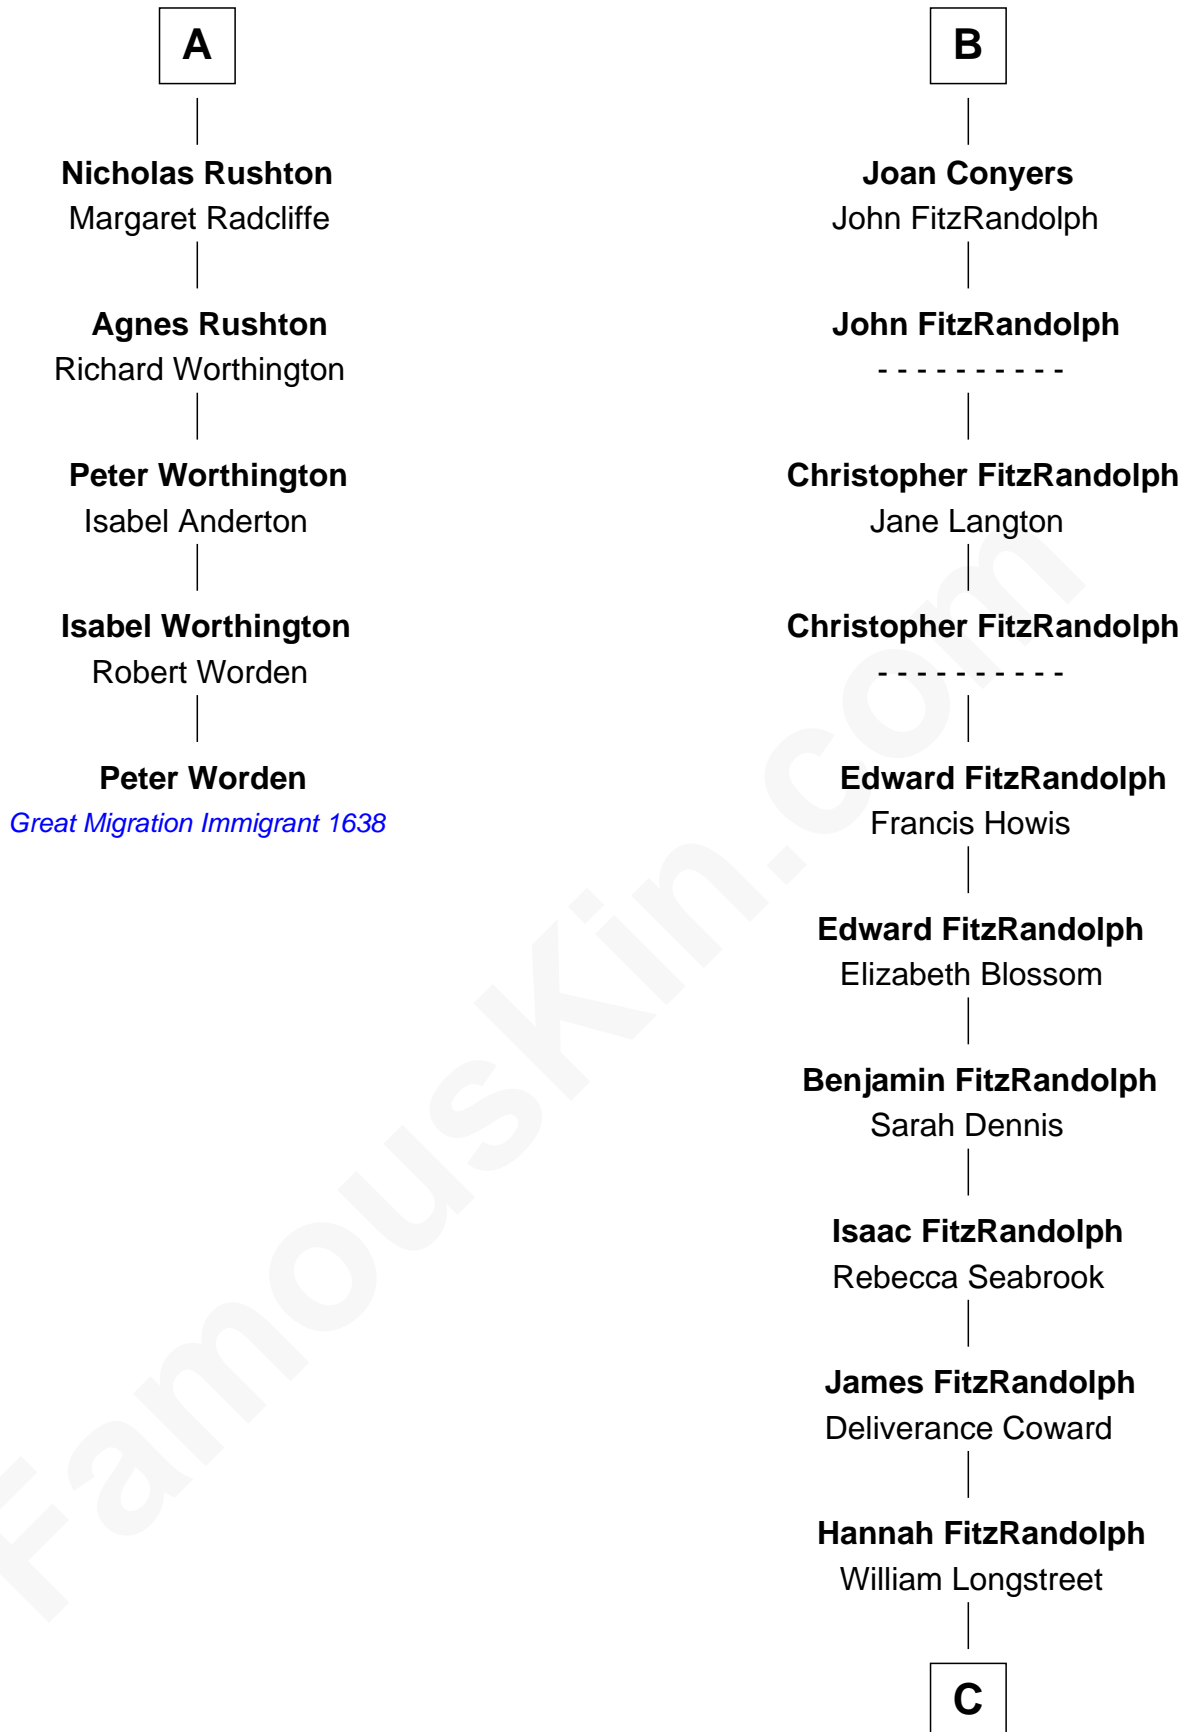 A
Nicholas Rushton
Margaret Radcliffe
Agnes Rushton
Richard Worthington
Peter Worthington
Isabel Anderton
Isabel Worthington
Robert Worden
Peter Worden
Great Migration Immigrant 1638
B
Joan Conyers
John FitzRandolph
John FitzRandolph
- - - - - - - - - -
Christopher FitzRandolph
Jane Langton
Christopher FitzRandolph
- - - - - - - - - -
Edward FitzRandolph
Francis Howis
Edward FitzRandolph
Elizabeth Blossom
Benjamin FitzRandolph
Sarah Dennis
Isaac FitzRandolph
Rebecca Seabrook
James FitzRandolph
Deliverance Coward
Hannah FitzRandolph
William Longstreet
C
FamousKin.com